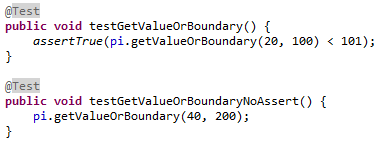 @Test
public void testGetValueOrBoundary() {
    assertTrue(pi.getValueOrBoundary(20, 100) < 101);
}
@Test
public void testGetValueOrBoundaryNoAssert() {
    pi.getValueOrBoundary(40, 200);
}